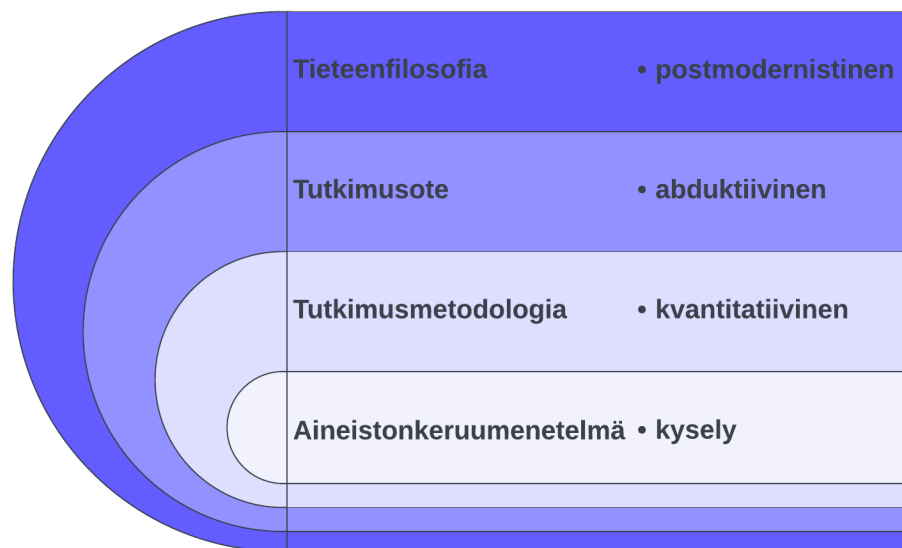 Tieteenfilosofia • postmodernistinen
Tutkimusote • abduktiivinen
Tutkimusmetodologia • kvantitatiivinen
Aineistonkeruumenetelmä • kysely